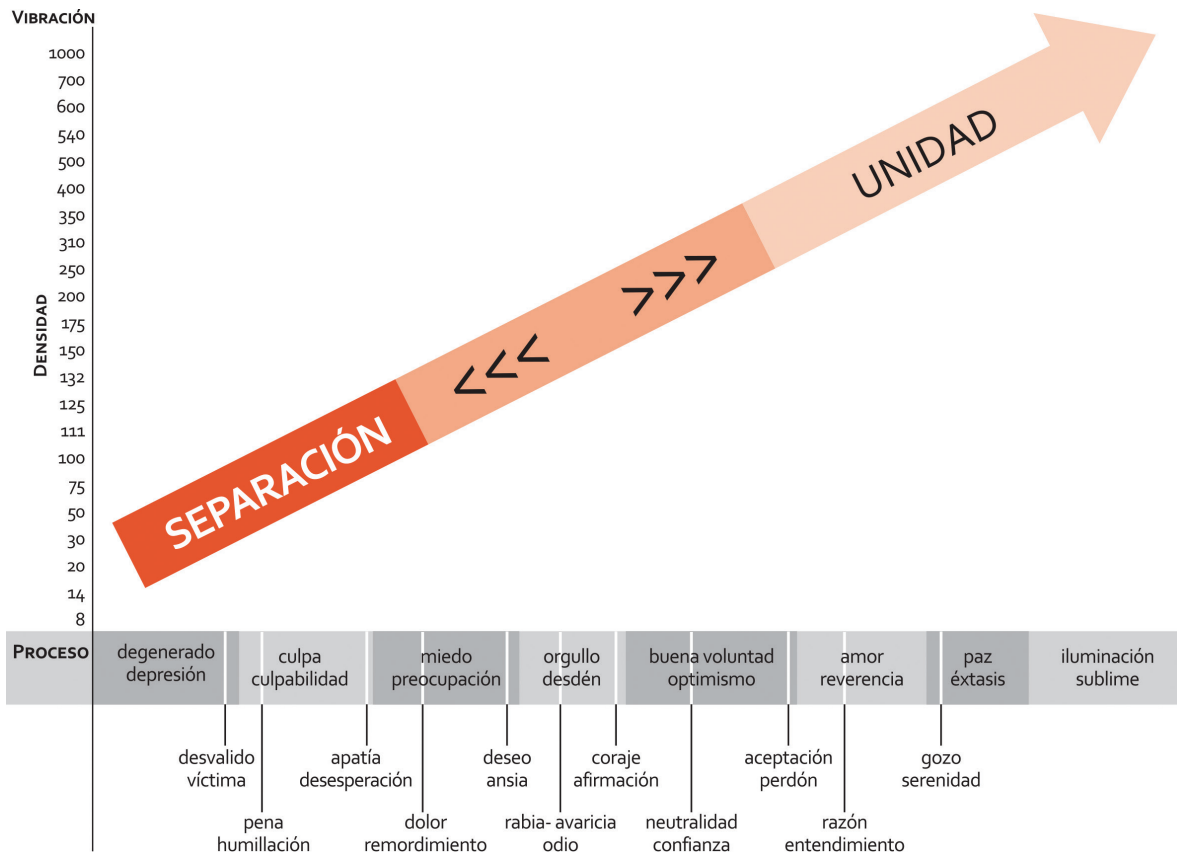 VIBRACIÓN
1000
700
600
540
500
400
350
310
250
200
175
150
132
125
111
100
75
50
30
20
14
8
DENSIDAD
UNIDAD
>>>
<<<
SEPARACIÓN
PROCESO
degenerado
depresión
culpa
culpabilidad
miedo
preocupación
orgullo
desdén
buena voluntad
optimismo
amor
reverencia
paz
éxtasis
iluminación
sublime
desvalido
víctima
apatía
desesperación
deseo
ansia
coraje
afirmación
aceptación
perdón
gozo
serenidad
pena
humillación
dolor
remordimiento
rabia- avaricia
odio
neutralidad
confianza
razón
entendimiento